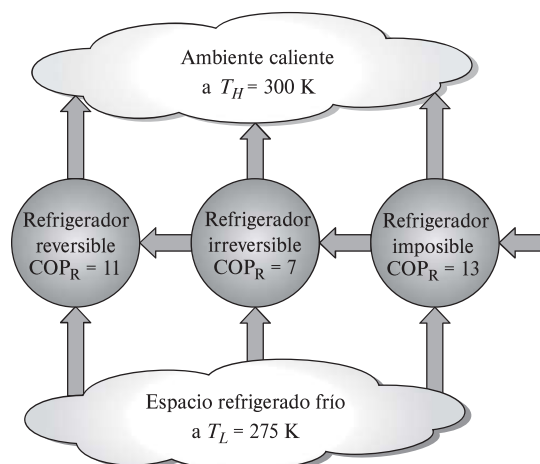 Ambiente caliente
a T_H = 300 K
Refrigerador
reversible
COP_R = 11
Refrigerador
irreversible
COP_R = 7
Refrigerador
imposible
COP_R = 13
Espacio refrigerado frío
a T_L = 275 K